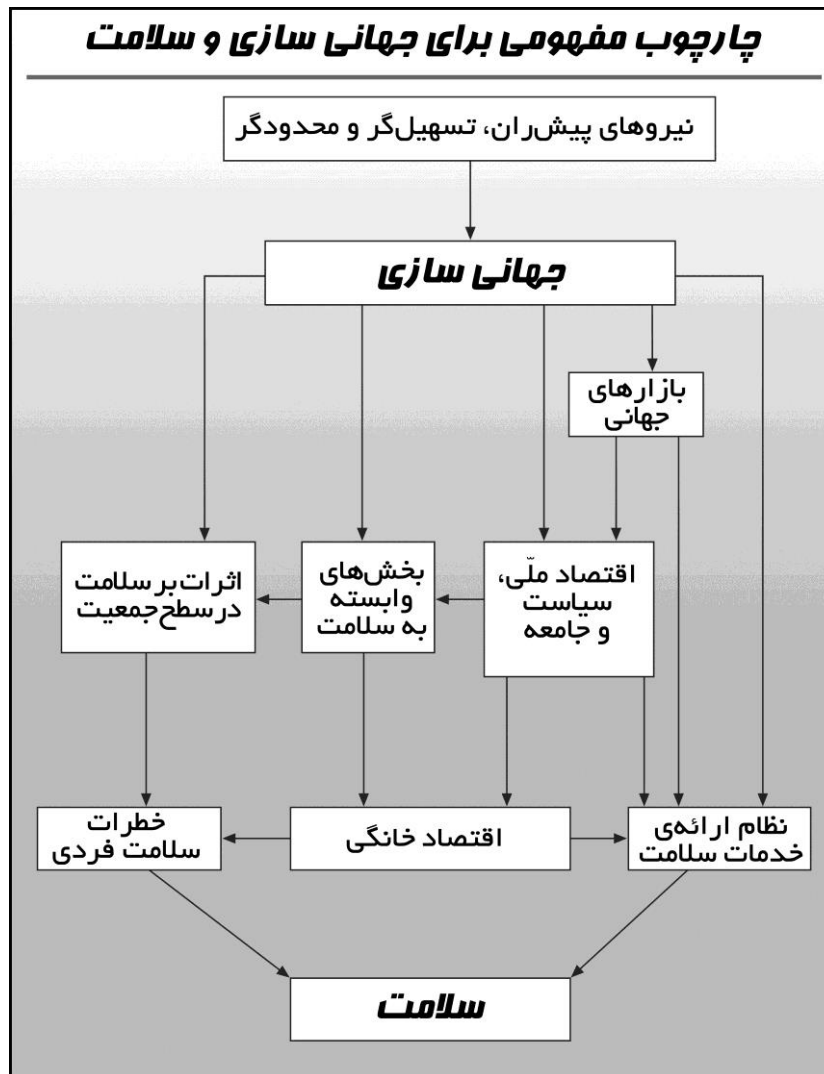 چارچوب مفهومی برای جهانی سازی و سلامت
نیروهای پیش‌ران، تسهیل‌گر و محدودگر
جهانی سازی
بازارهای
جهانی
اقتصاد ملّی،
سیاست
و جامعه
بخش‌های
وابسته
به سلامت
اثرات بر سلامت
در سطح جمعیت
نظام ارائه‌ی
خدمات سلامت
اقتصاد خانگی
خطرات
سلامت فردی
سلامت